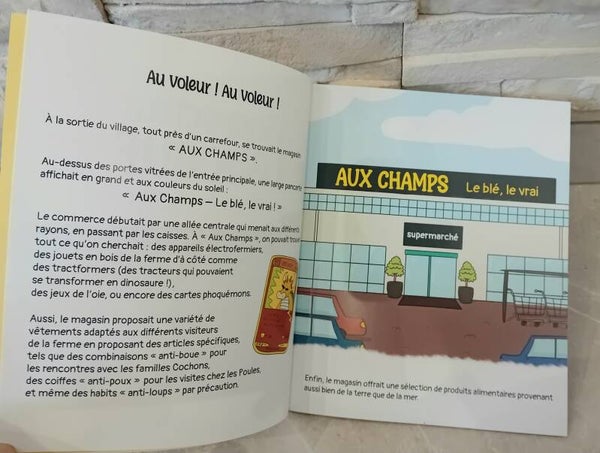 Au voleur ! Au voleur !
À la sortie du village, tout près d'un carrefour, se trouvait le magasin
« AUX CHAMPS ».
Au-dessus des portes vitrées de l'entrée principale, une large pancarte
affichait en grand et aux couleurs du soleil :
« Aux Champs – Le blé, le vrai ! »
Le commerce débutait par une allée centrale qui menait aux différents
rayons, en passant par les caisses. À « Aux Champs », on pouvait trouver
tout ce qu'on cherchait : des appareils électrofermiers,
des jouets en bois de la ferme d'à côté comme
des tractformers (des tracteurs qui pouvaient
se transformer en dinosaure !),
des jeux de l'oie, ou encore des cartes phoquémons.
Aussi, le magasin proposait une variété de
vêtements adaptés aux différents visiteurs
de la ferme en proposant des articles spécifiques,
tels que des combinaisons « anti-boue » pour
les rencontres avec les familles Cochons,
des coiffes « anti-poux » pour les visites chez les Poules,
et même des habits « anti-loups » par précaution.
AUX CHAMPS Le blé, le vrai
supermarché
Enfin, le magasin offrait une sélection de produits alimentaires provenant
aussi bien de la terre que de la mer.